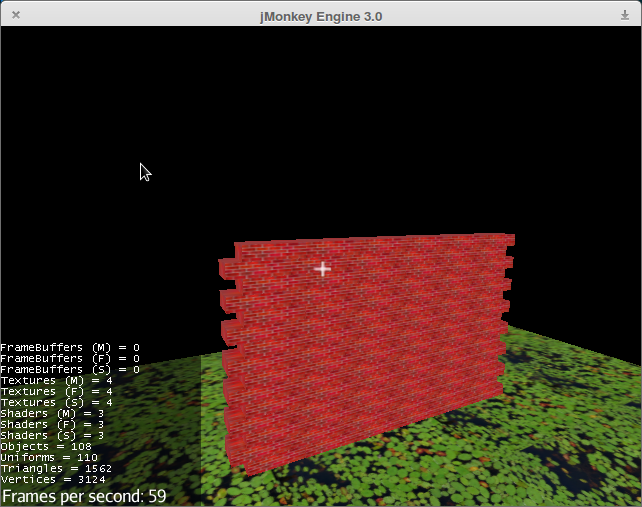 jMonkey Engine 3.0
FrameBuffers (M) = 0
FrameBuffers (F) = 0
FrameBuffers (S) = 0
Textures (M) = 4
Textures (F) = 4
Textures (S) = 4
Shaders (M) = 3
Shaders (F) = 3
Shaders (S) = 3
Objects = 108
Uniforms = 110
Triangles = 1562
Vertices = 3124
Frames per second: 59